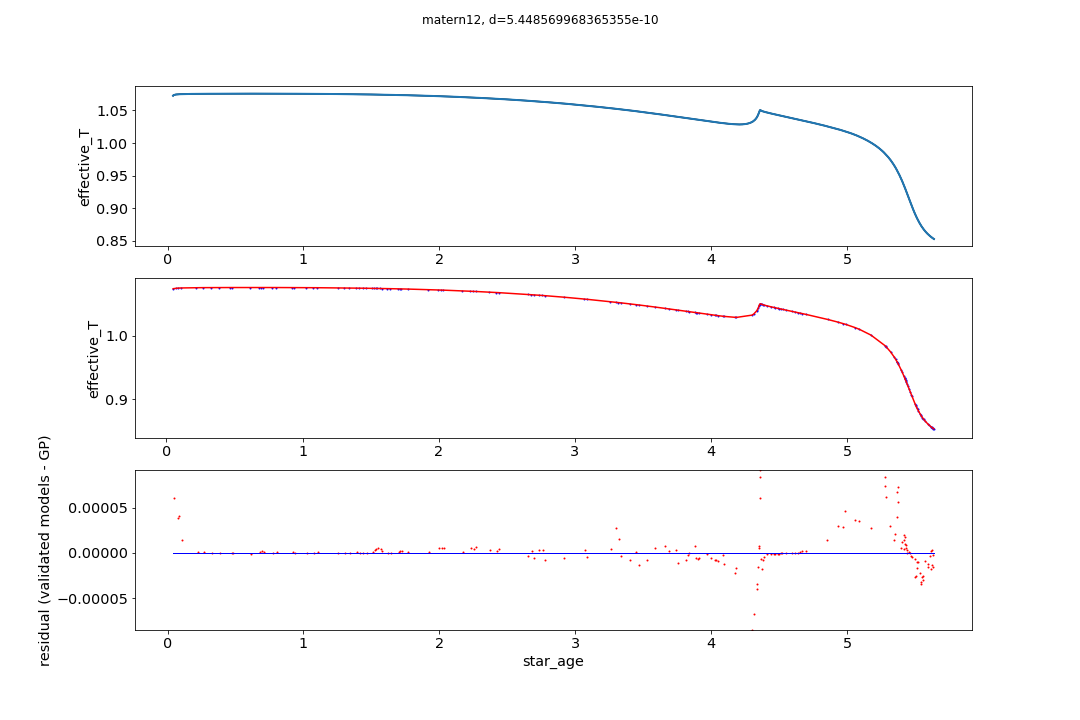 matern12, d=5.448569968365355e-10
1.05
1.00
0.95
0.90
0.85
effective_T
0 1 2 3 4 5
1.0
0.9
effective_T
0 1 2 3 4 5
0.00005
0.00000
−0.00005
residual (validated models - GP)
0 1 2 3 4 5
star_age